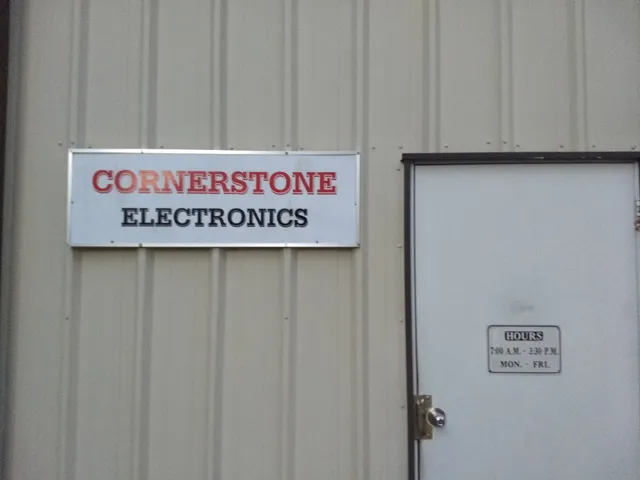 CORNERSTONE
ELECTRONICS
HOURS
7:00 A.M. - 3:30 P.M.
MON. - FRI.